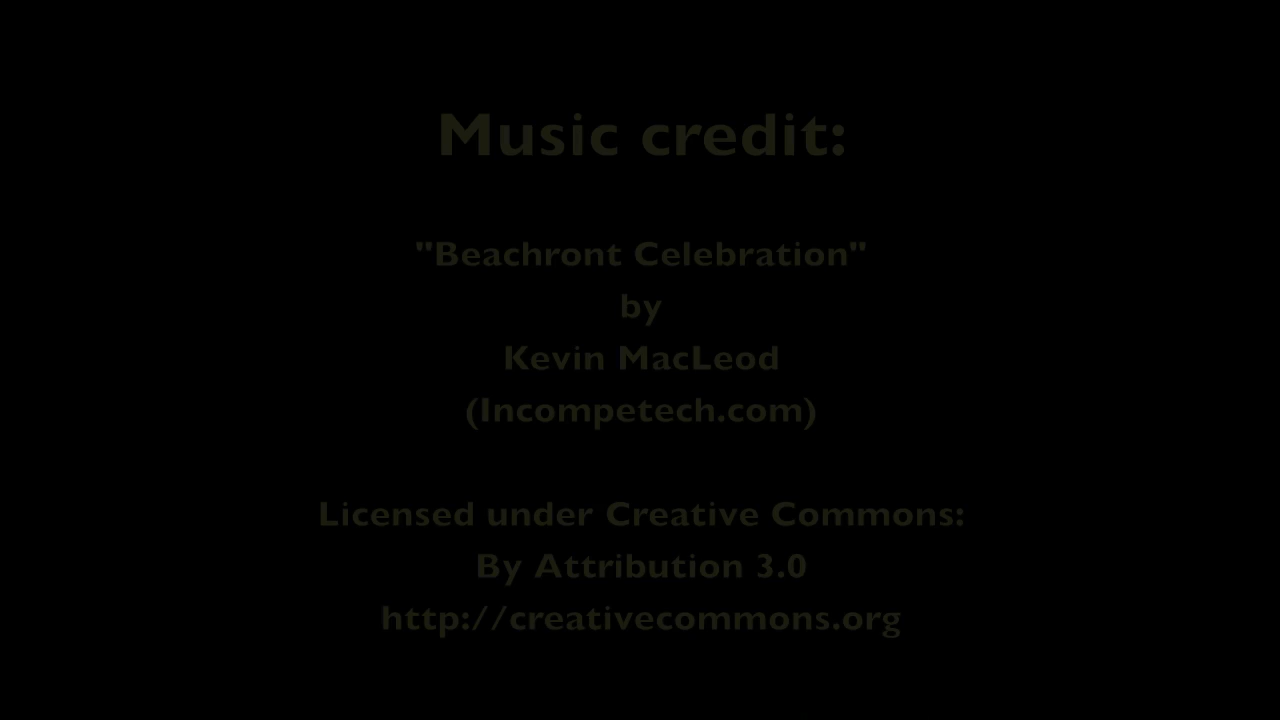 Music credit:
"Beachront Celebration"
by
Kevin MacLeod
(Incompetech.com)
Licensed under Creative Commons:
By Attribution 3.0
http://creativecommons.org